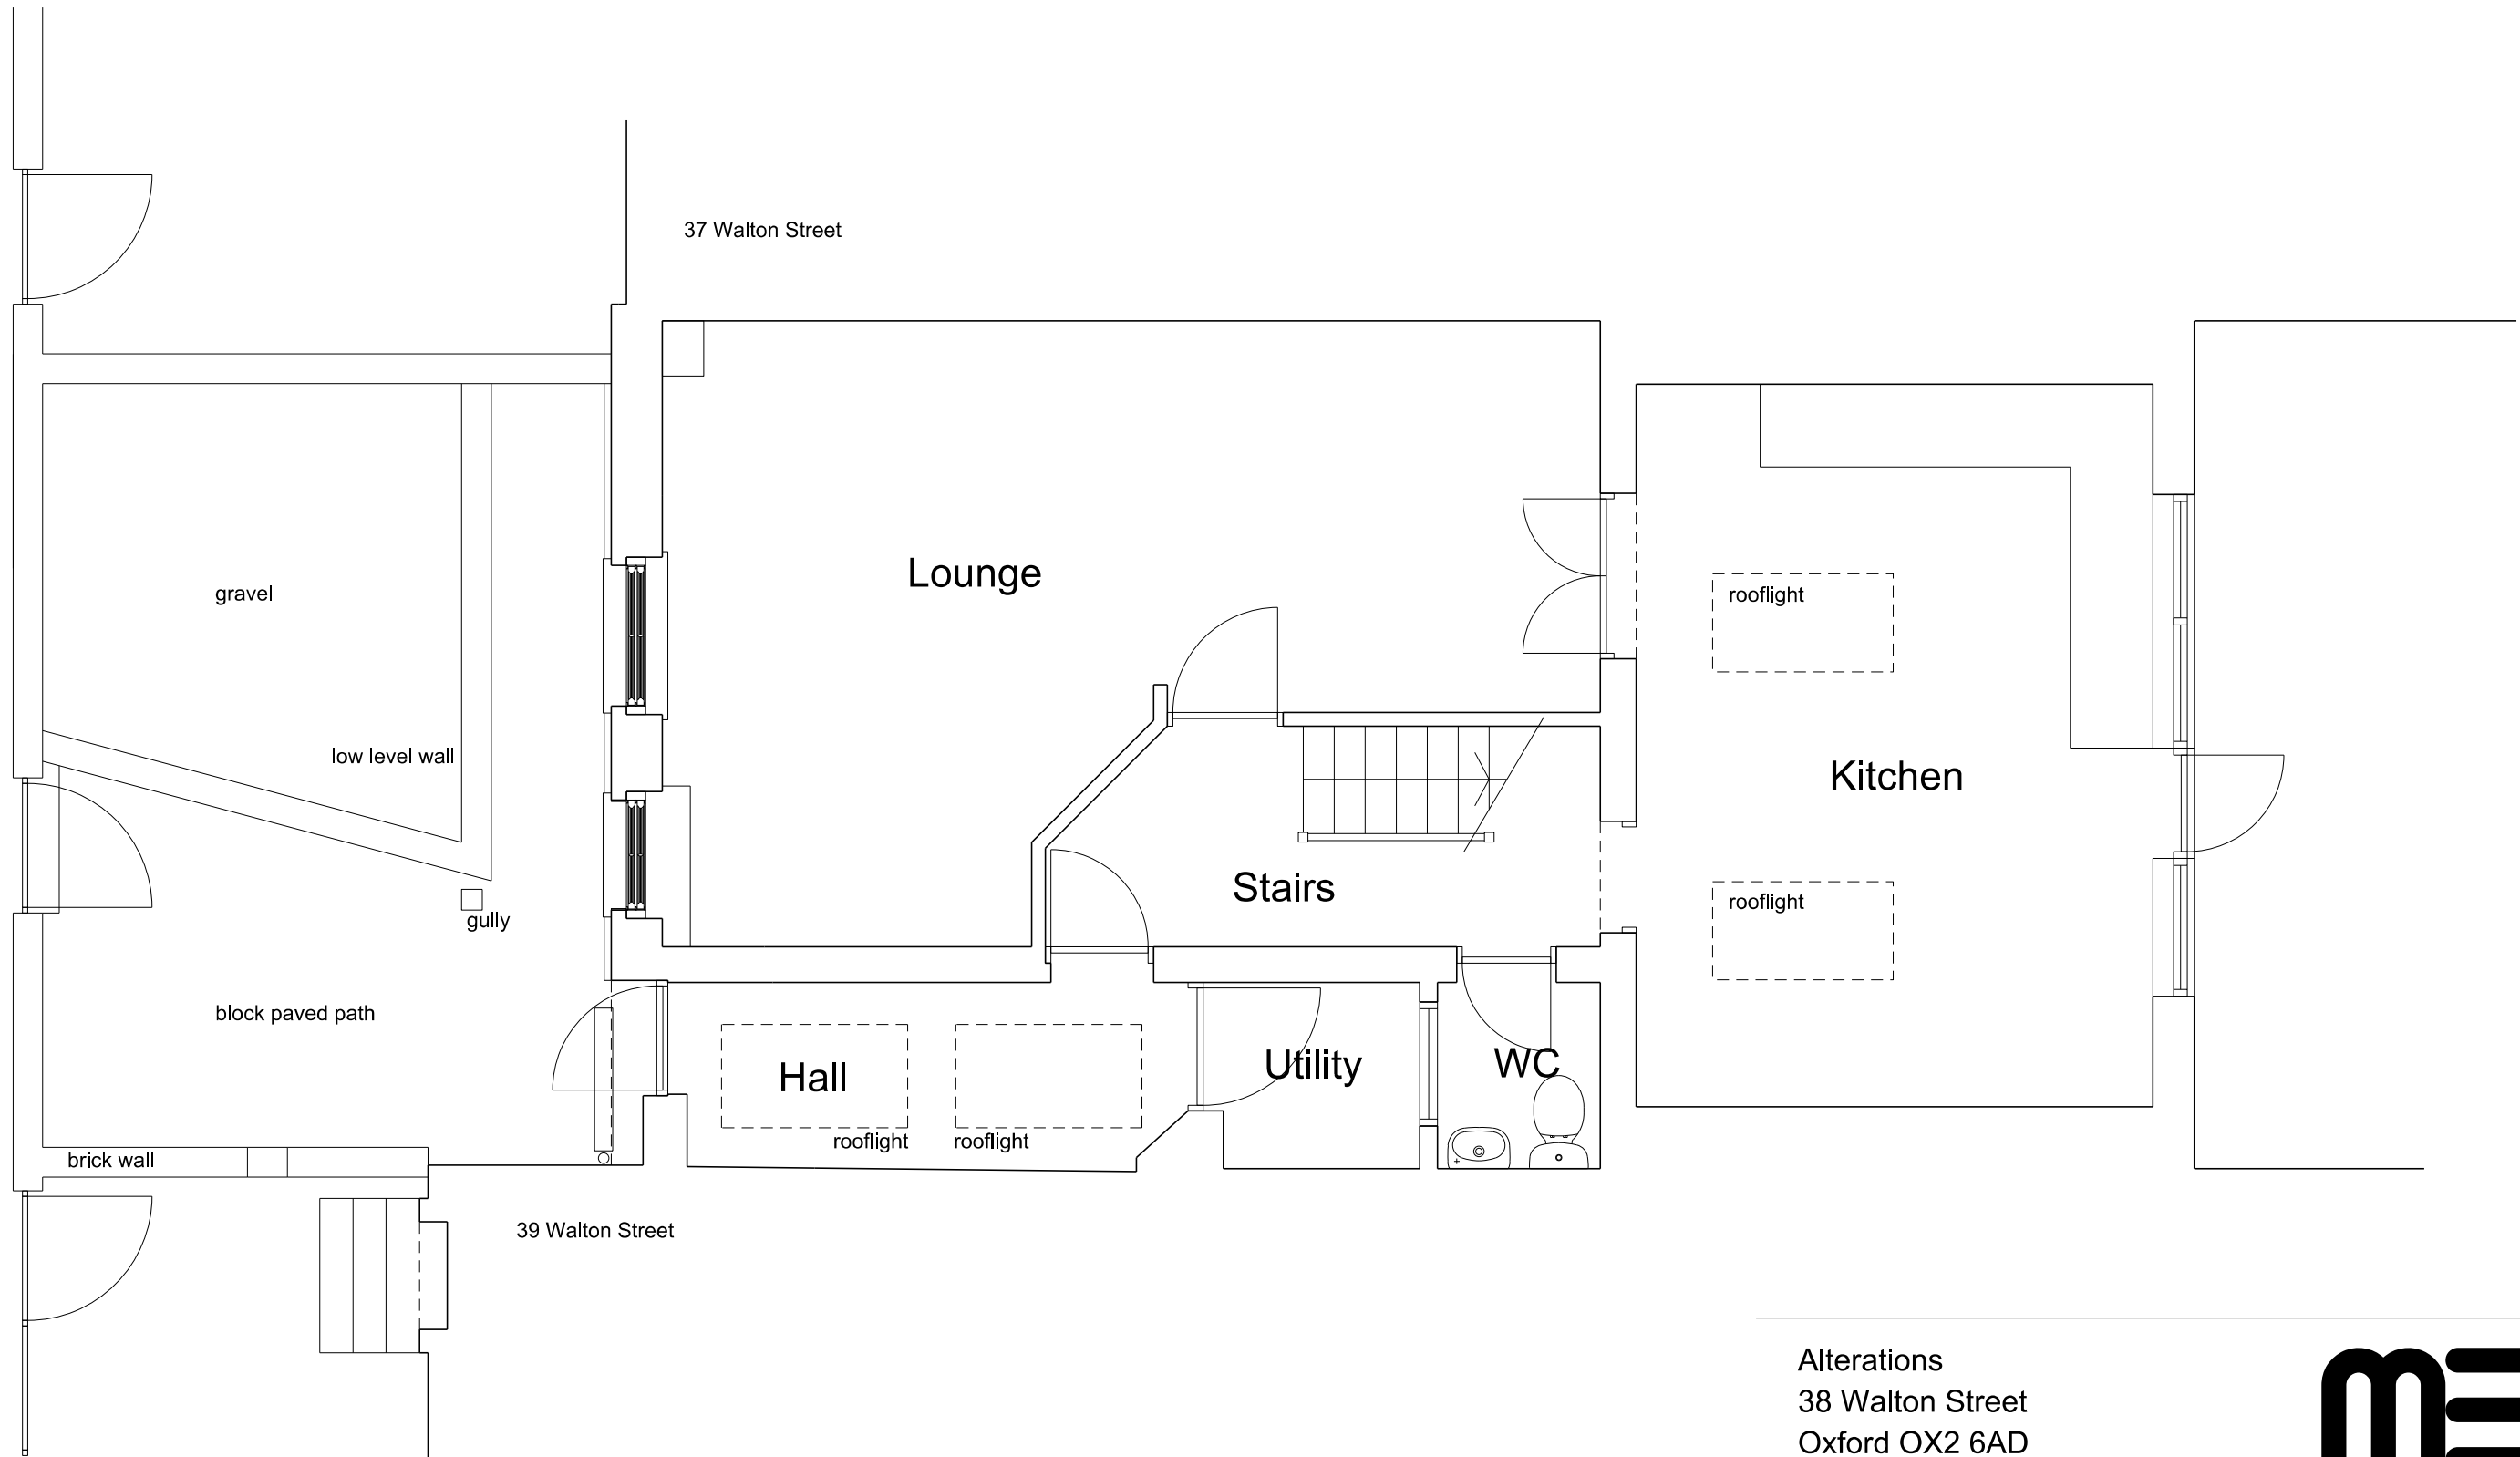 37 Walton Street
Lounge
gravel
rooflight
low level wall
Kitchen
Stairs
rooflight
gully
block paved path
Hall
Utility
WC
rooflight
rooflight
brick wall
39 Walton Street
Alterations
38 Walton Street
Oxford OX2 6AD